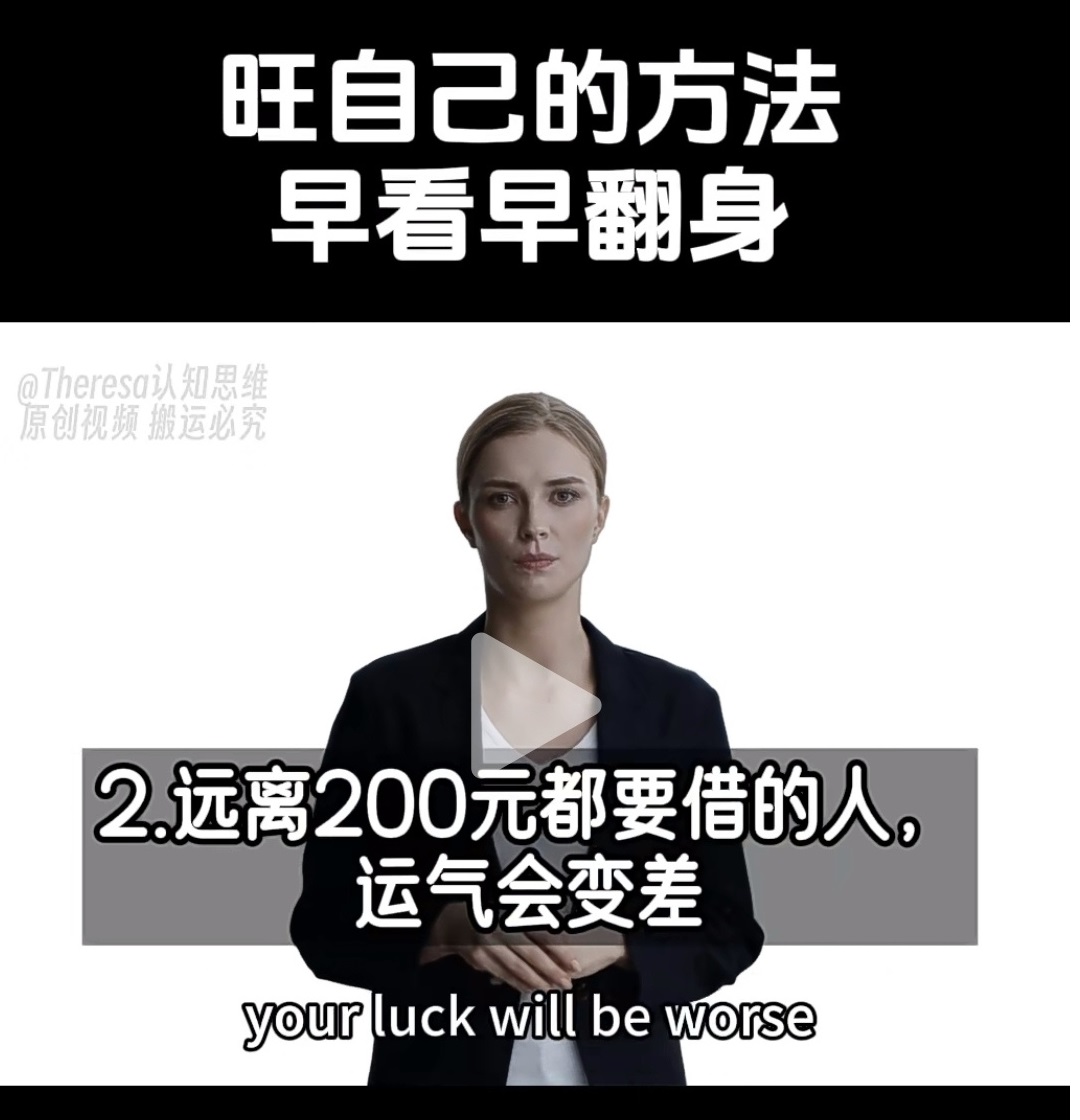 旺自己的方法
早看早翻身
@Theresa认知思维
原创视频 搬运必究
2.远离200元都要借的人，
运气会变差
your luck will be worse